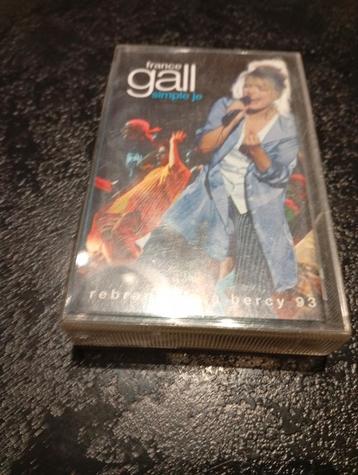 france
gall
simple je
bercy 93